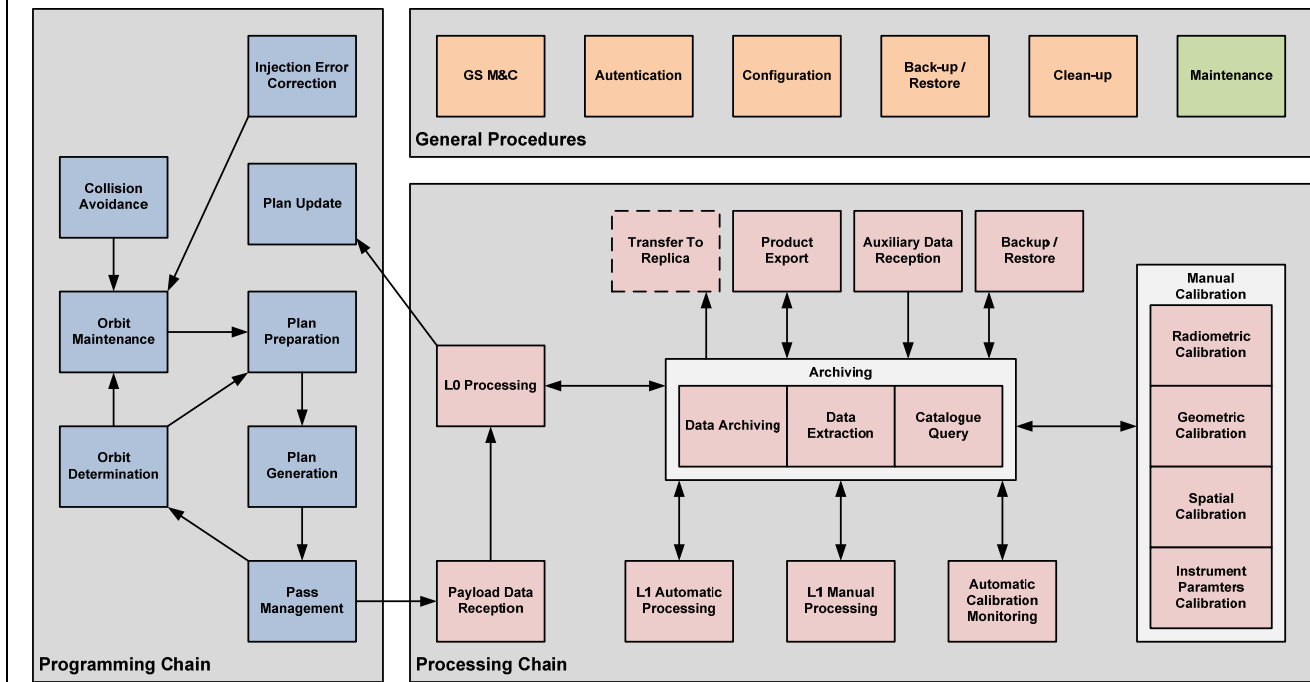 Injection Error
Correction
Collision
Avoidance
Plan Update
Orbit
Maintenance
Plan
Preparation
Orbit
Determination
Plan
Generation
Pass
Management
Programming Chain
GS M&C
Autentication
Configuration
Back-up /
Restore
Clean-up
Maintenance
General Procedures
Transfer To
Replica
Product
Export
Auxiliary Data
Reception
Backup /
Restore
L0 Processing
Archiving
Data Archiving
Data
Extraction
Catalogue
Query
Manual
Calibration
Radiometric
Calibration
Geometric
Calibration
Spatial
Calibration
Instrument
Paramters
Calibration
Payload Data
Reception
L1 Automatic
Processing
L1 Manual
Processing
Automatic
Calibration
Monitoring
Processing Chain